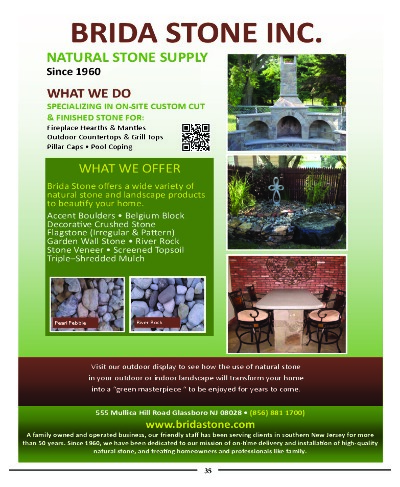 BRIDA STONE INC.
NATURAL STONE SUPPLY
Since 1960
WHAT WE DO
SPECIALIZING IN ON-SITE CUSTOM CUT
& FINISHED STONE FOR:
Fireplace Hearths & Mantles
Outdoor Countertops & Grill Tops
Pillar Caps • Pool Coping
WHAT WE OFFER
Brida Stone offers a wide variety of
natural stone and landscape products
to beautify your home.
Accent Boulders • Belgium Block
Decorative Crushed Stone
Flagstone (Irregular & Pattern)
Garden Wall Stone • River Rock
Stone Veneer • Screened Topsoil
Triple–Shredded Mulch
Pearl Pebble
River Rock
Visit our outdoor display to see how the use of natural stone
in your outdoor or indoor landscape will transform your home
into a "green masterpiece " to be enjoyed for years to come.
555 Mullica Hill Road Glassboro NJ 08028 • (856) 881 1700)
www.bridastone.com
A family owned and operated business, our friendly staff has been serving clients in southern New Jersey for more
than 50 years. Since 1960, we have been dedicated to our mission of on-time delivery and installation of high-quality
natural stone, and treating homeowners and professionals like family.
35